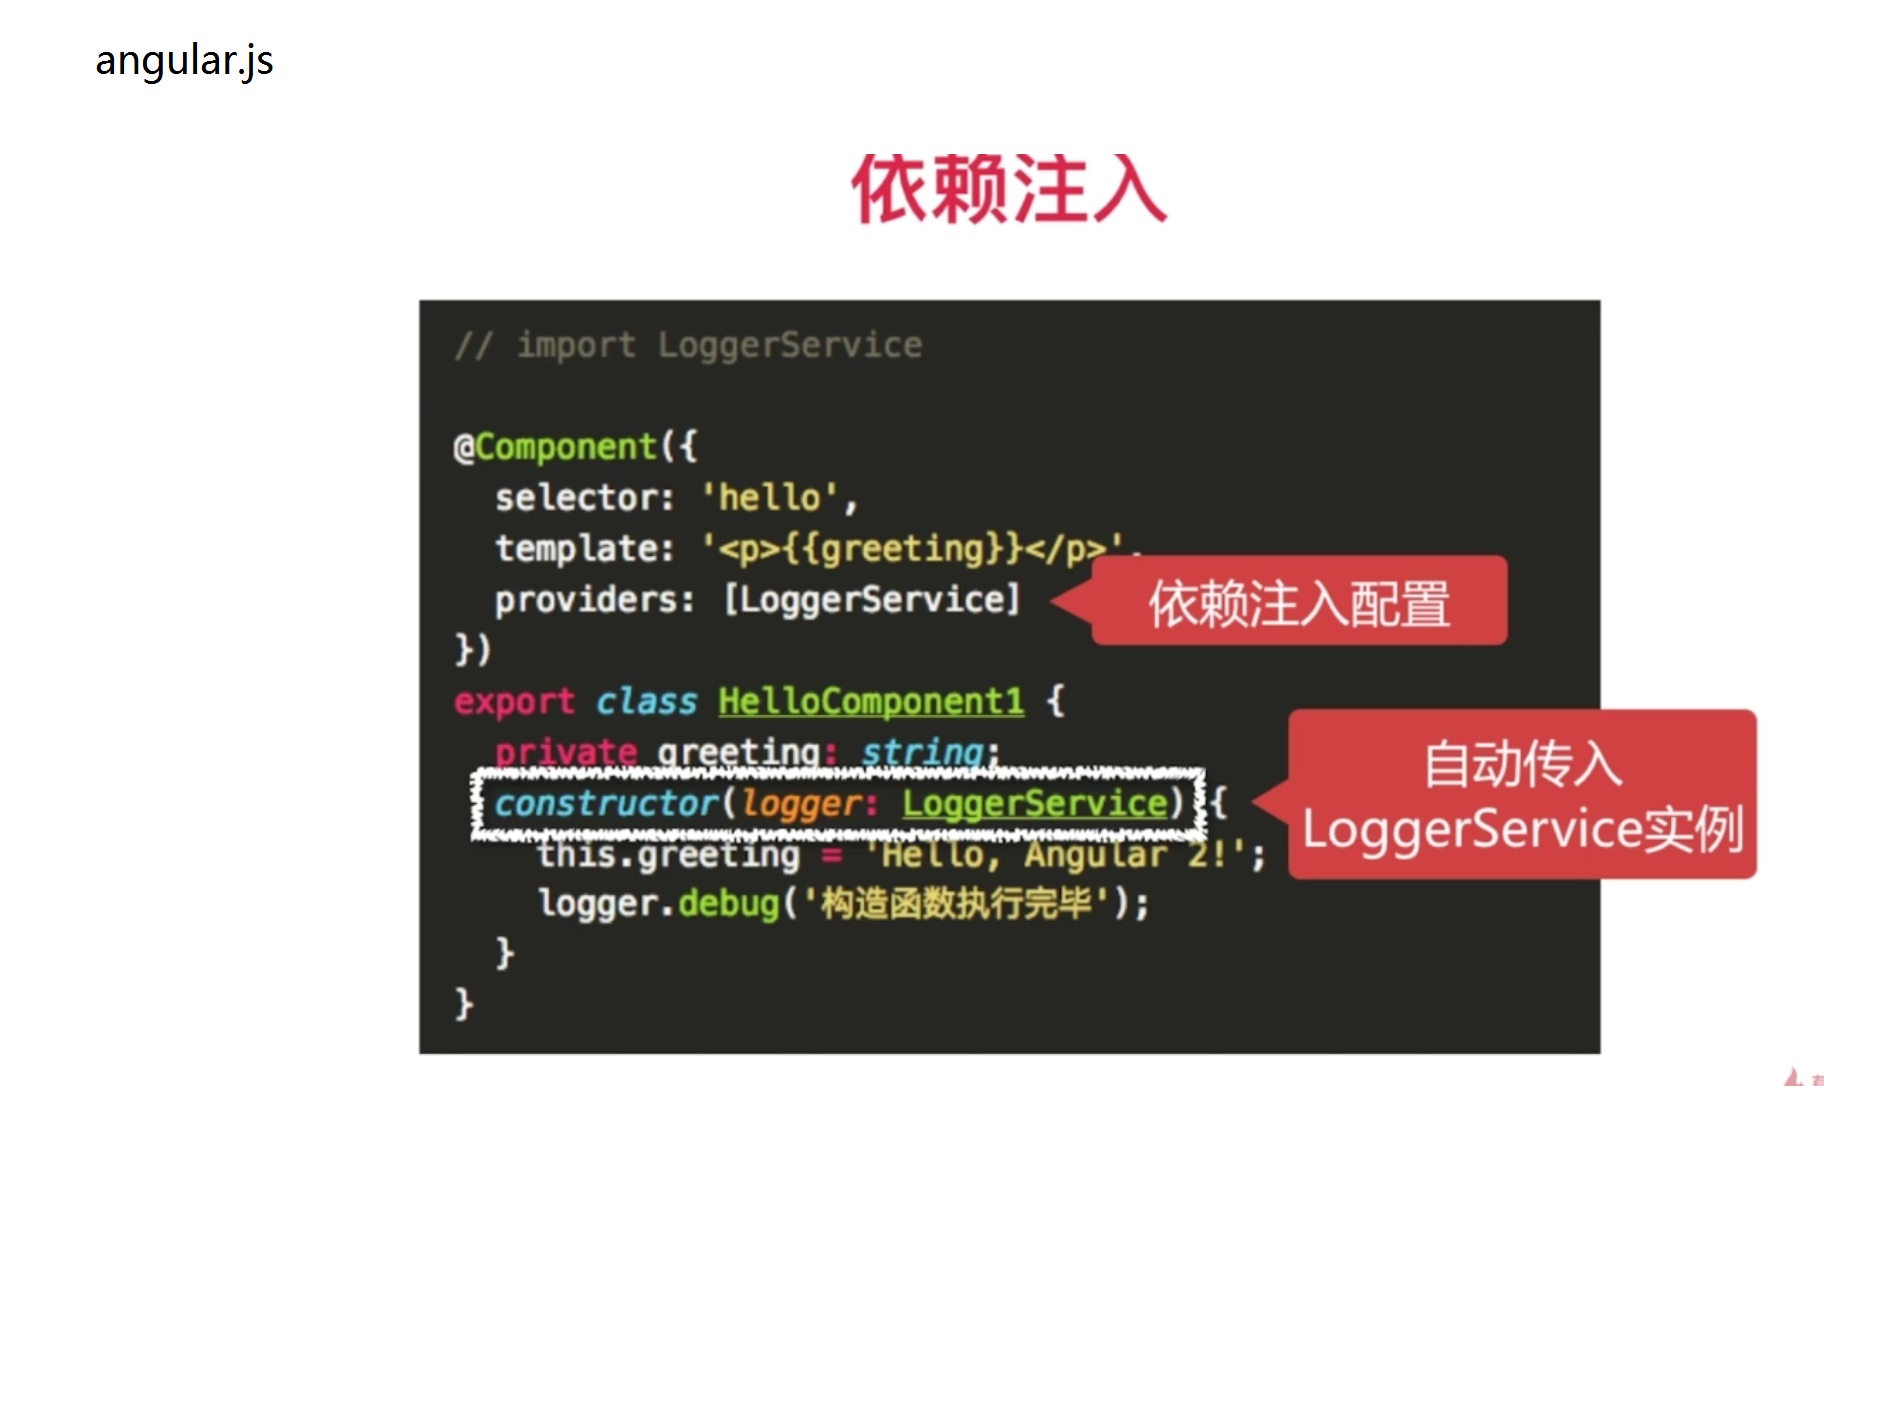 angular.js
依赖注入
// import LoggerService
@Component({
selector: 'hello',
template: '<p>{{greeting}}</p>',
providers: [LoggerService]
依赖注入配置
})
export class HelloComponent1 {
private greeting: string;
constructor(logger: LoggerService) {
自动传入
LoggerService实例
this.greeting = 'Hello, Angular 2!';
logger.debug('构造函数执行完毕');
}
}